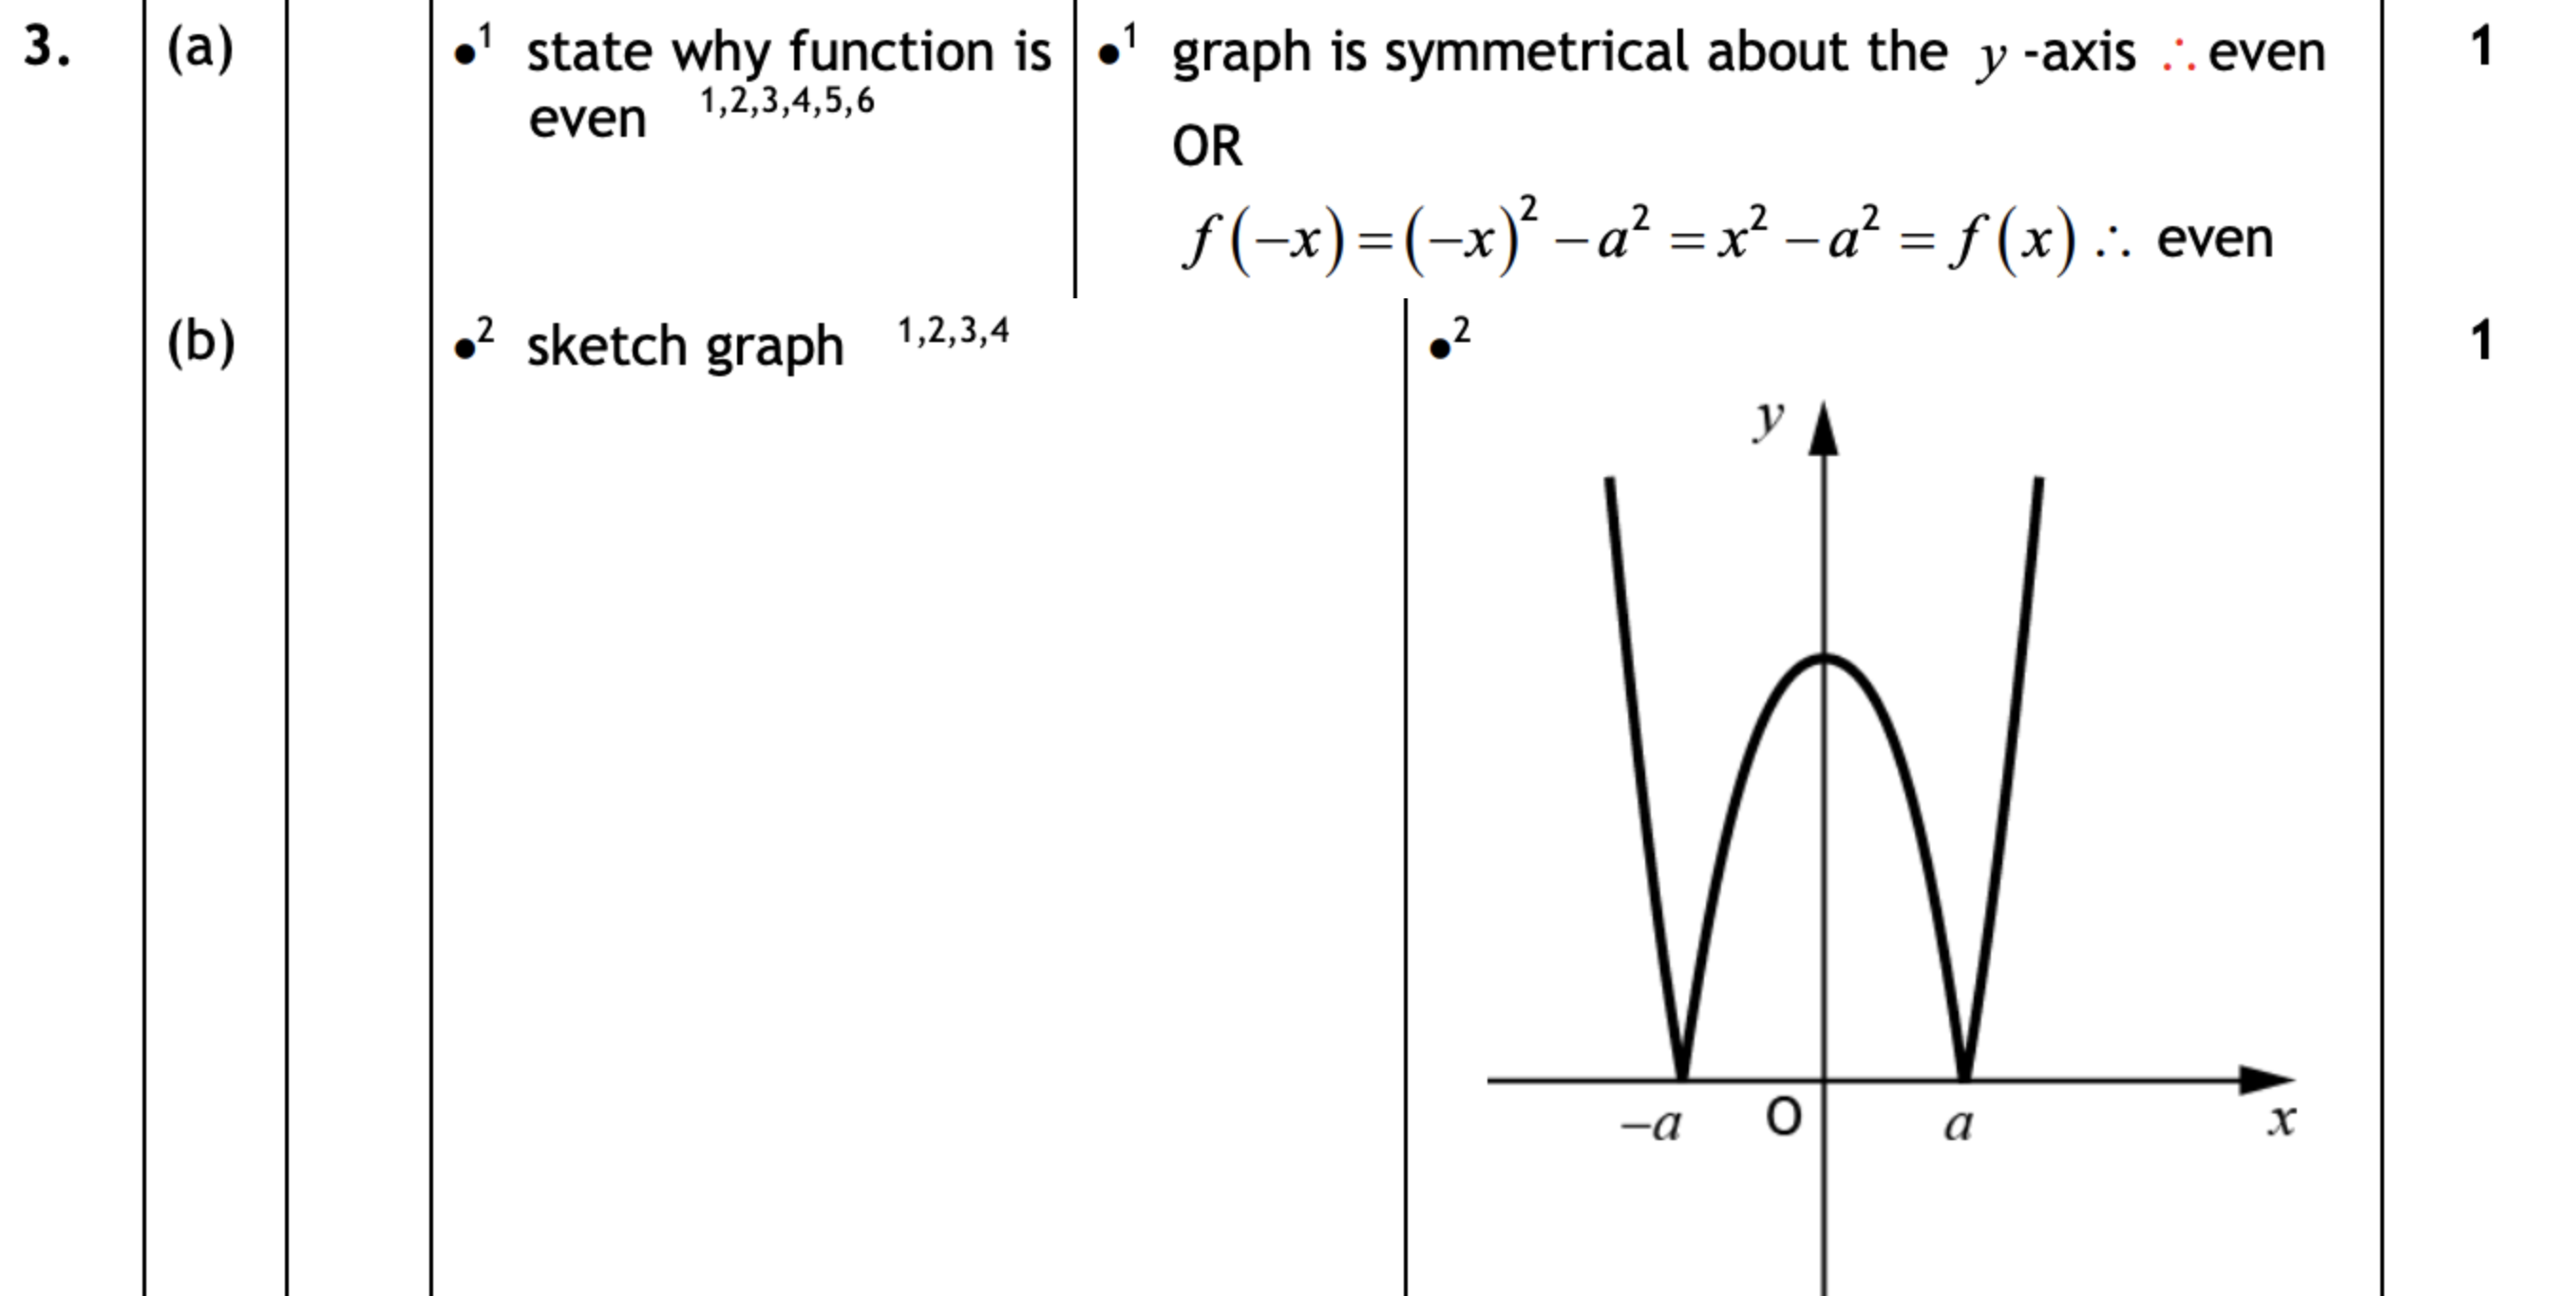 3. (a) •¹ state why function is even 1,2,3,4,5,6
•¹ graph is symmetrical about the y-axis ∴ even
OR
f(−x)=(−x)²−a²=x²−a²=f(x) ∴ even
1
(b) •² sketch graph 1,2,3,4
•²
1
y
−a O a x